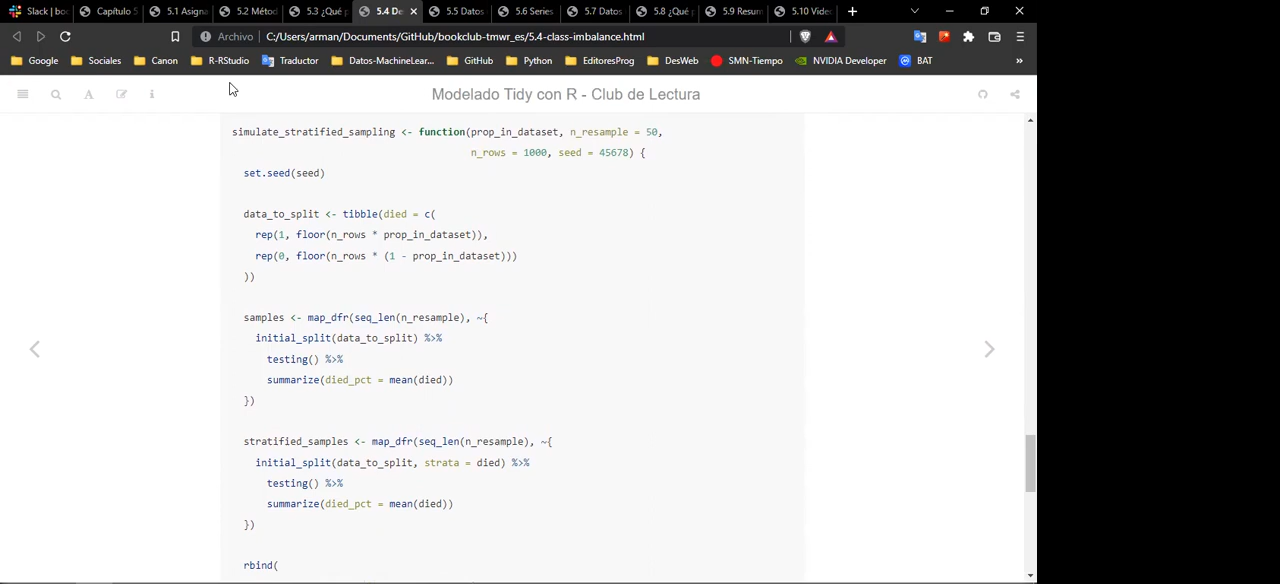 Slack | boo
Capítulo 5
5.1 Asigna
5.2 Métod
5.3 ¿Qué p
5.4 De
5.5 Datos
5.6 Series
5.7 Datos
5.8 ¿Qué
5.9 Resum
5.10 Video
Archivo
C:/Users/arman/Documents/GitHub/bookclub-tmwr_es/5.4-class-imbalance.html
Google
Sociales
Canon
R-RStudio
Traductor
Datos-MachineLear...
GitHub
Python
EditoresProg
DesWeb
SMN-Tiempo
NVIDIA Developer
BAT
»
Modelado Tidy con R - Club de Lectura
simulate_stratified_sampling <- function(prop_in_dataset, n_resample = 50,
n_rows = 1000, seed = 45678) {
set.seed(seed)
data_to_split <- tibble(died = c(
rep(1, floor(n_rows * prop_in_dataset)),
rep(0, floor(n_rows * (1 - prop_in_dataset)))
))
samples <- map_dfr(seq_len(n_resample), ~{
initial_split(data_to_split) %>%
testing() %>%
summarize(died_pct = mean(died))
})
stratified_samples <- map_dfr(seq_len(n_resample), ~{
initial_split(data_to_split, strata = died) %>%
testing() %>%
summarize(died_pct = mean(died))
})
rbind(